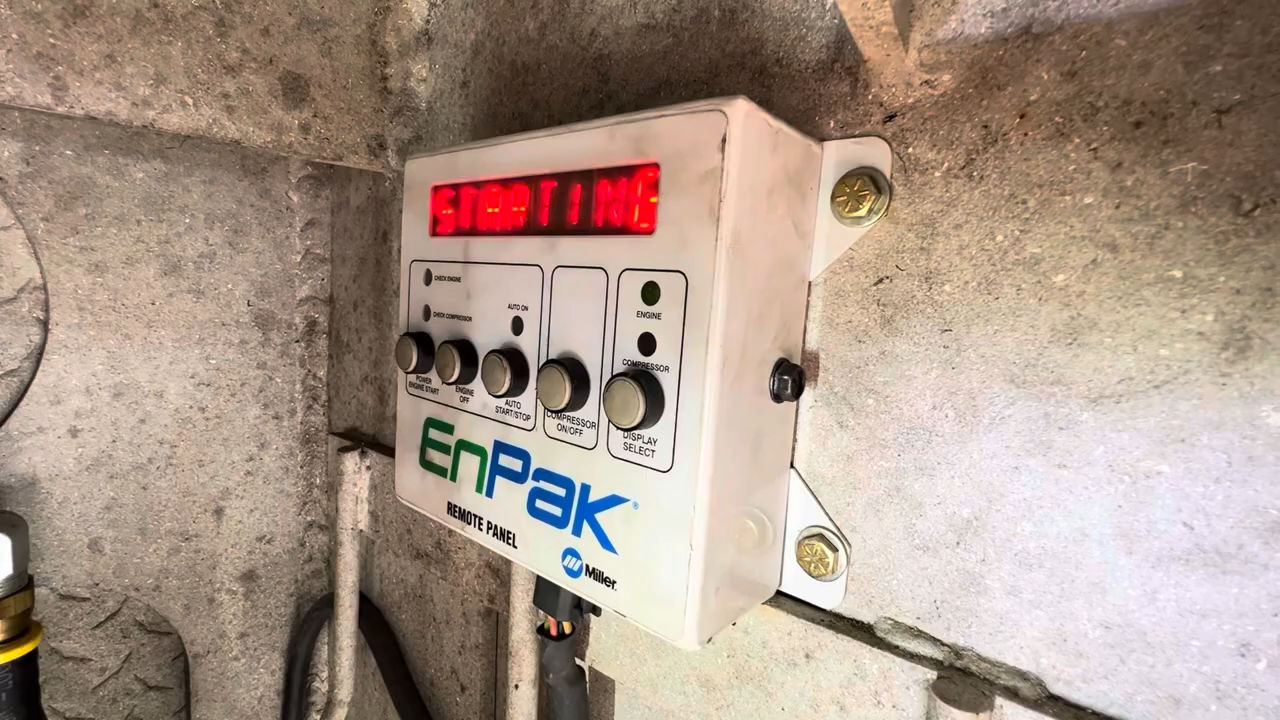 STARTING
CHECK ENGINE
CHECK COMPRESSOR
AUTO ON
POWER
ENGINE START
ENGINE
OFF
AUTO
START/STOP
COMPRESSOR
ON/OFF
ENGINE
COMPRESSOR
DISPLAY
SELECT
EnPak®
REMOTE PANEL
Miller